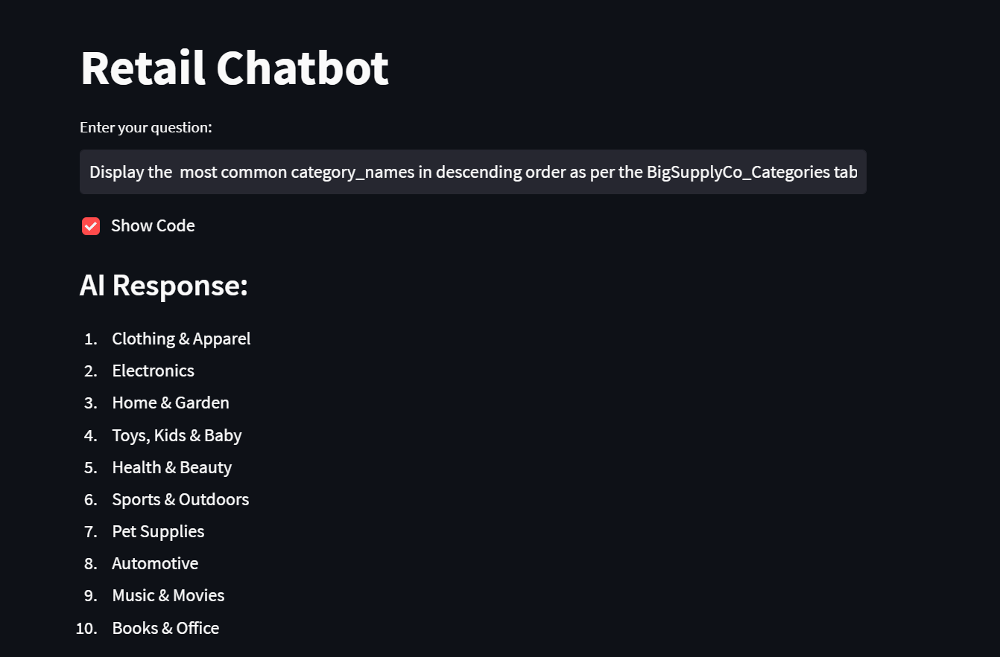 Retail Chatbot
Enter your question:
Display the  most common category_names in descending order as per the BigSupplyCo_Categories tab
Show Code
AI Response:
1. Clothing & Apparel
2. Electronics
3. Home & Garden
4. Toys, Kids & Baby
5. Health & Beauty
6. Sports & Outdoors
7. Pet Supplies
8. Automotive
9. Music & Movies
10. Books & Office